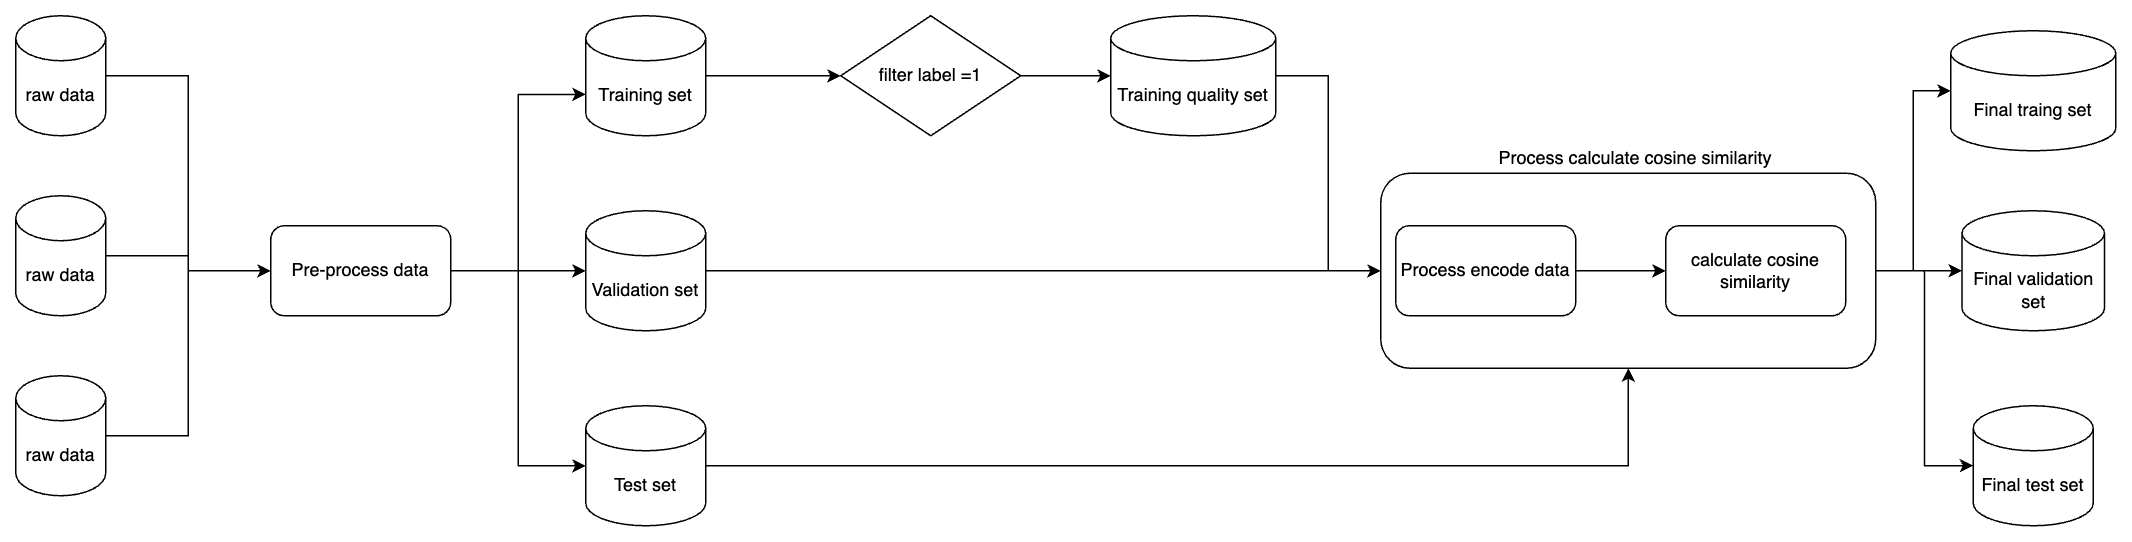 raw data
raw data
raw data
Pre-process data
Training set
Validation set
Test set
filter label =1
Training quality set
Process calculate cosine similarity
Process encode data
calculate cosine
similarity
Final traing set
Final validation
set
Final test set